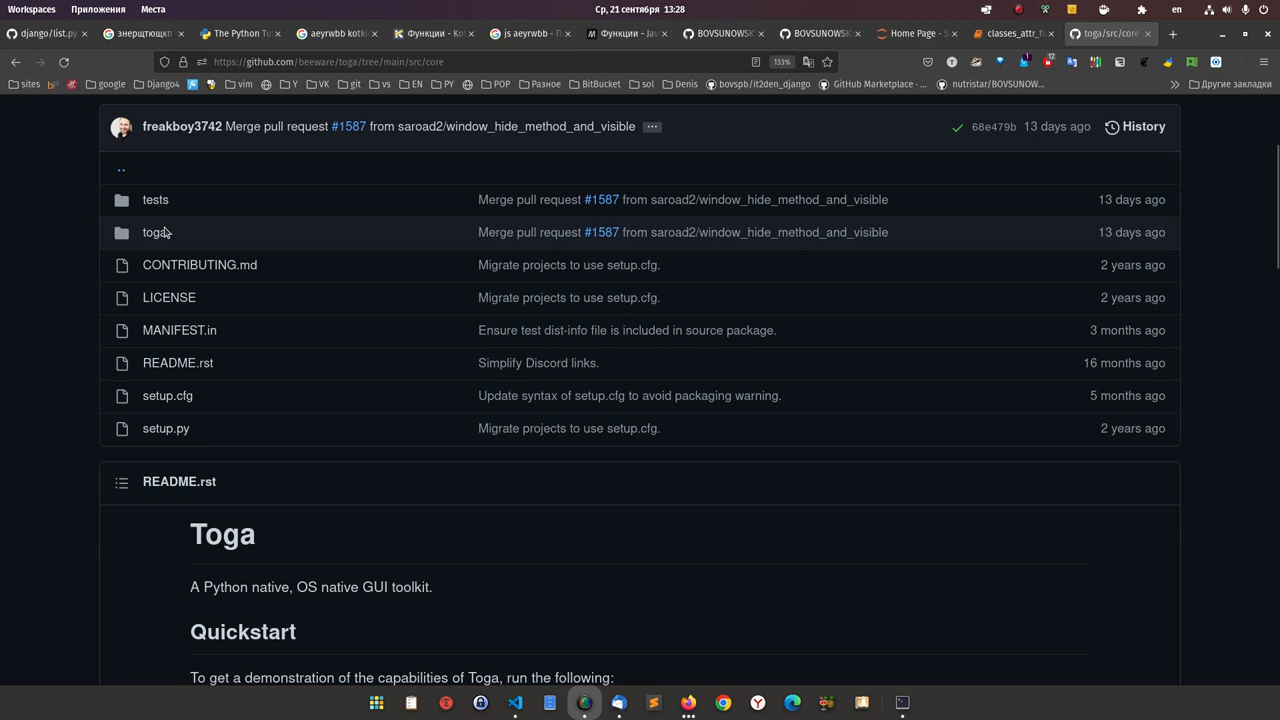 Workspaces Приложения Места Ср, 21 сентября 13:28 en
django/list.py знерщтющкп The Python Tu aeyrwbb kotki Функции - Kot js aeyrwbb - П Функции - Java BOVSUNOWSK BOVSUNOWSK Home Page - S classes_attr_fu toga/src/core
https://github.com/beeware/toga/tree/main/src/core 133%
sites google Django4 vim Y VK git vs EN PY POP Разное BitBucket sol Denis bovspb/it2den_django GitHub Marketplace · ... nutristar/BOVSUNOW... Другие закладки
freakboy3742 Merge pull request #1587 from saroad2/window_hide_method_and_visible ... 68e479b 13 days ago History
..
tests Merge pull request #1587 from saroad2/window_hide_method_and_visible 13 days ago
toga Merge pull request #1587 from saroad2/window_hide_method_and_visible 13 days ago
CONTRIBUTING.md Migrate projects to use setup.cfg. 2 years ago
LICENSE Migrate projects to use setup.cfg. 2 years ago
MANIFEST.in Ensure test dist-info file is included in source package. 3 months ago
README.rst Simplify Discord links. 16 months ago
setup.cfg Update syntax of setup.cfg to avoid packaging warning. 5 months ago
setup.py Migrate projects to use setup.cfg. 2 years ago
README.rst
Toga
A Python native, OS native GUI toolkit.
Quickstart
To get a demonstration of the capabilities of Toga, run the following: